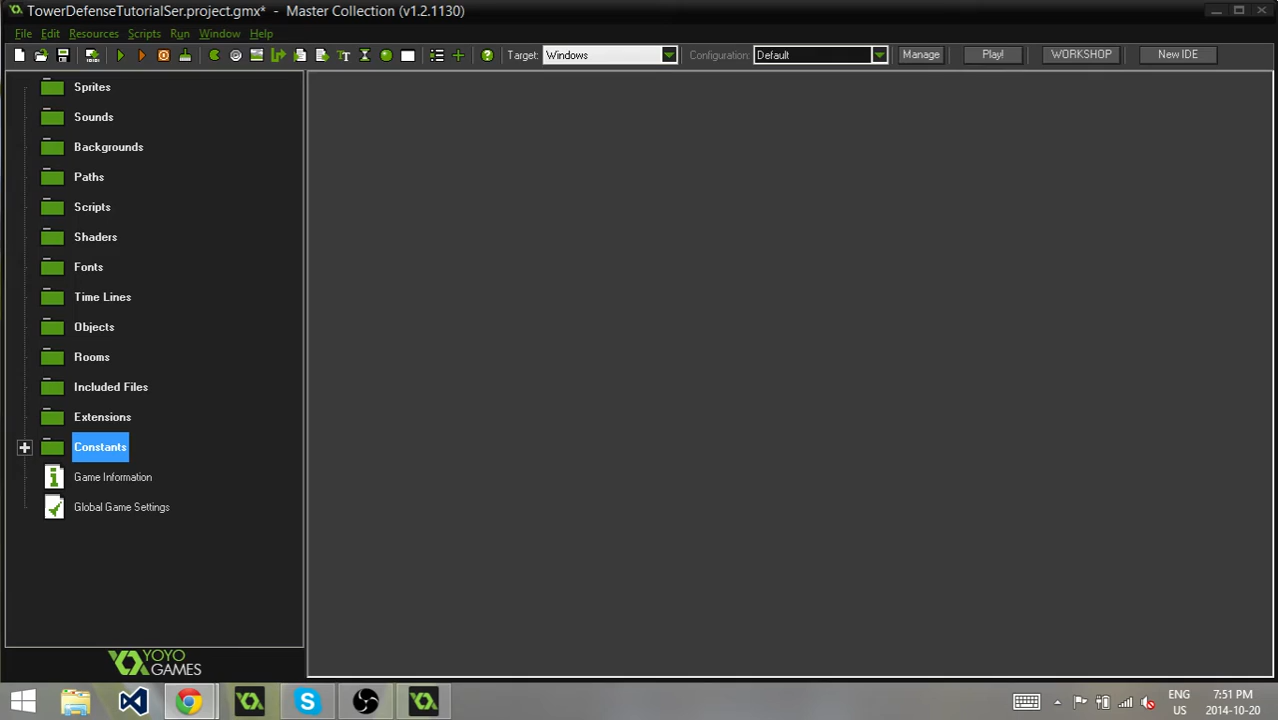 TowerDefenseTutorialSer.project.gmx* - Master Collection (v1.2.1130)
File Edit Resources Scripts Run Window Help
Target: Windows Configuration: Default Manage Play! WORKSHOP New IDE
Sprites
Sounds
Backgrounds
Paths
Scripts
Shaders
Fonts
Time Lines
Objects
Rooms
Included Files
Extensions
Constants
Game Information
Global Game Settings
YOYO
GAMES
ENG 7:51 PM
US 2014-10-20